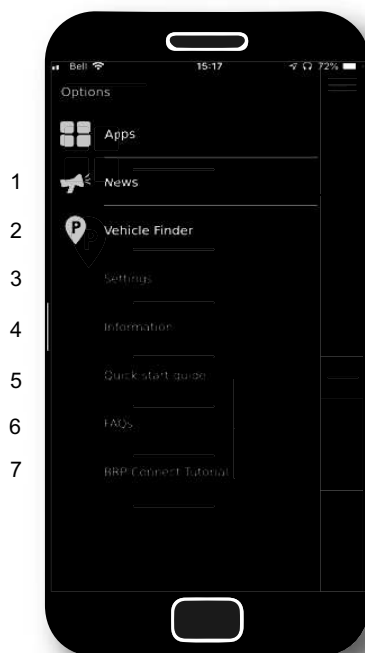 Bell 15:17 72%
Options
Apps
1 News
2 P Vehicle Finder
3 Settings
4 Information
5 Quick start guide
6 FAQs
7 BRP Connect Tutorial